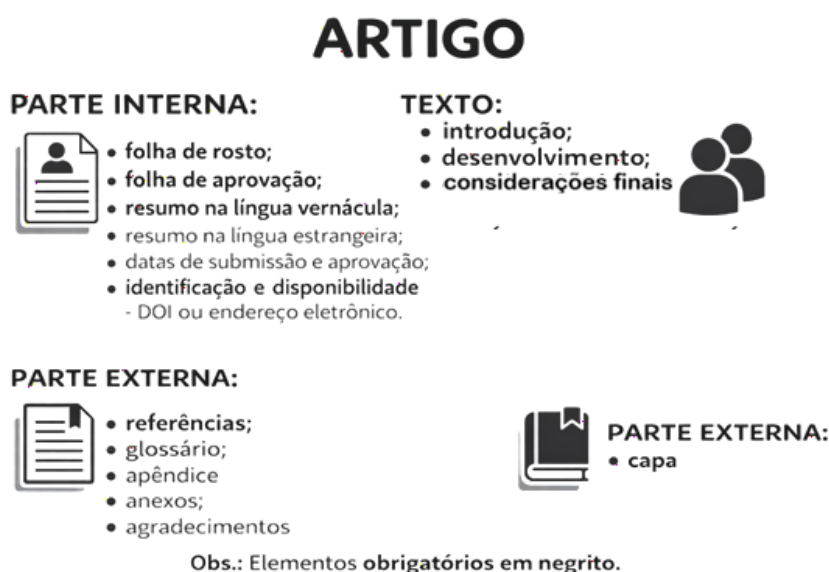 ARTIGO
PARTE INTERNA:
• folha de rosto;
• folha de aprovação;
• resumo na língua vernácula;
• resumo na língua estrangeira;
• datas de submissão e aprovação;
• identificação e disponibilidade
- DOI ou endereço eletrônico.
TEXTO:
• introdução;
• desenvolvimento;
• considerações finais
PARTE EXTERNA:
• referências;
• glossário;
• apêndice
• anexos;
• agradecimentos
PARTE EXTERNA:
• capa
Obs.: Elementos obrigatórios em negrito.